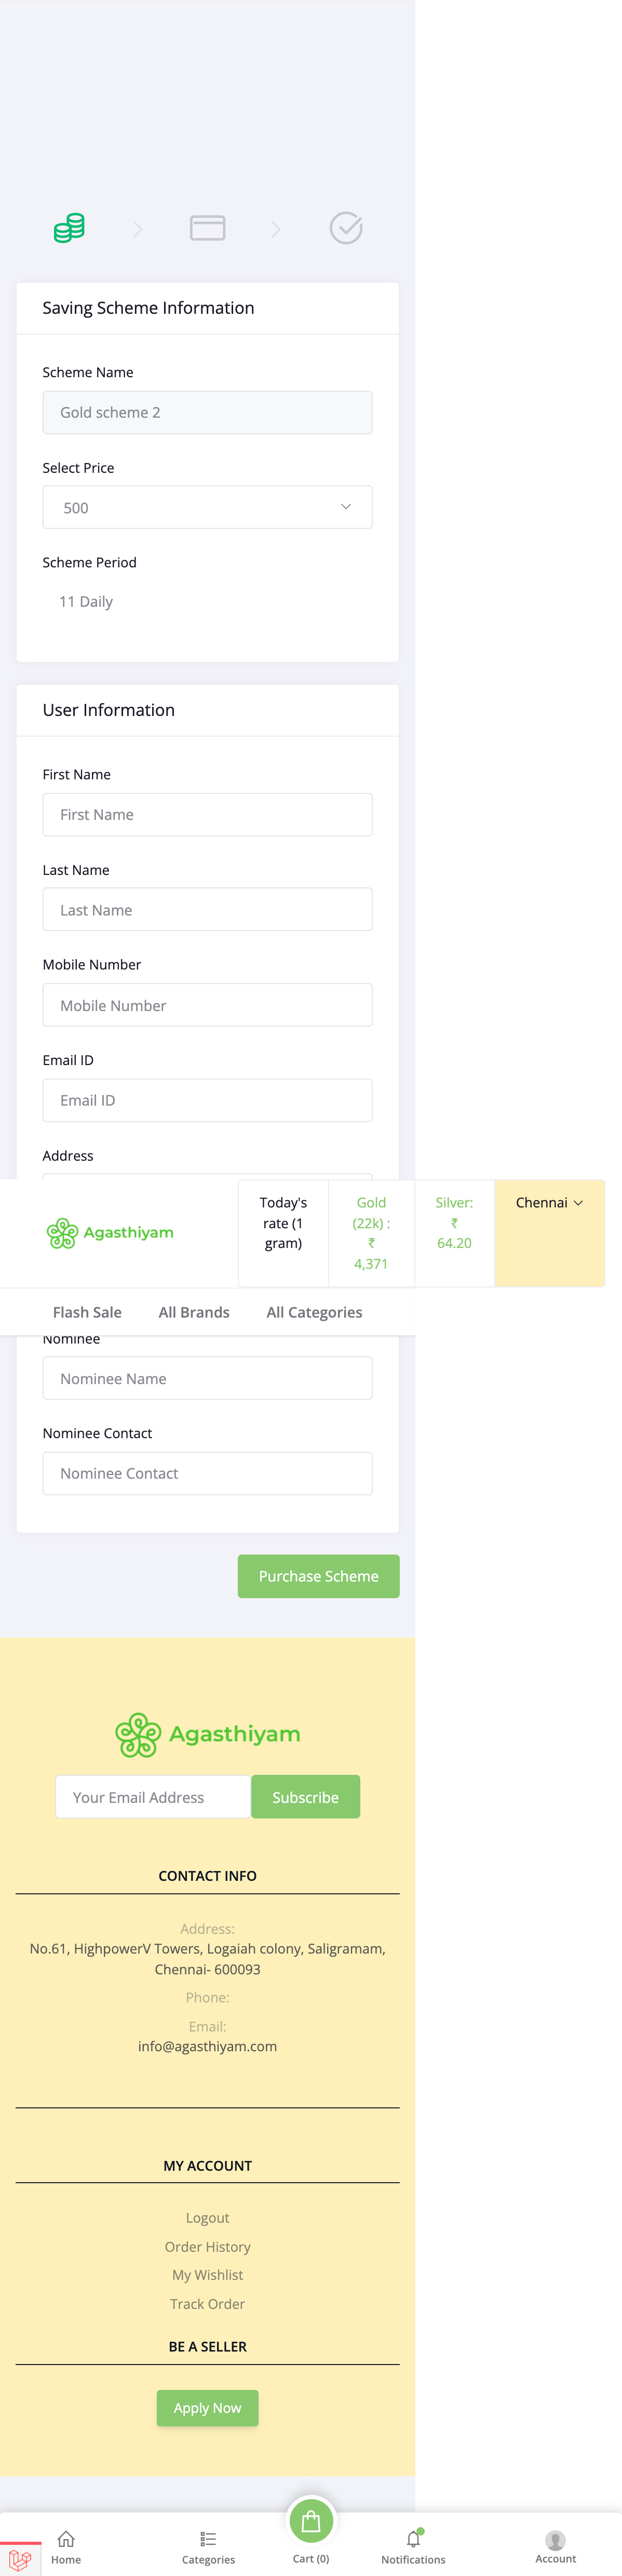 Saving Scheme Information
Scheme Name
Gold scheme 2
Select Price
500
Scheme Period
11 Daily
User Information
First Name
First Name
Last Name
Last Name
Mobile Number
Mobile Number
Email ID
Email ID
Address
Agasthiyam
Today's
rate (1
gram)
Gold
(22k) :
₹
4,371
Silver:
₹
64.20
Chennai
Flash Sale
All Brands
All Categories
Nominee
Nominee Name
Nominee Contact
Nominee Contact
Purchase Scheme
Agasthiyam
Your Email Address
Subscribe
CONTACT INFO
Address:
No.61, HighpowerV Towers, Logaiah colony, Saligramam,
Chennai- 600093
Phone:
Email:
info@agasthiyam.com
MY ACCOUNT
Logout
Order History
My Wishlist
Track Order
BE A SELLER
Apply Now
Home
Categories
Cart (0)
Notifications
Account